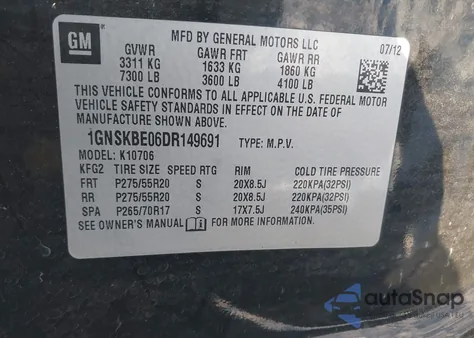 GM
MFD BY GENERAL MOTORS LLC 07/12
GVWR GAWR FRT GAWR RR
3311 KG 1633 KG 1860 KG
7300 LB 3600 LB 4100 LB
THIS VEHICLE CONFORMS TO ALL APPLICABLE U.S. FEDERAL MOTOR
VEHICLE SAFETY STANDARDS IN EFFECT ON THE DATE OF
MANUFACTURE SHOWN ABOVE.
1GNSKBE06DR149691 TYPE: M.P.V.
MODEL: K10706
KFG2 TIRE SIZE SPEED RTG RIM COLD TIRE PRESSURE
FRT P275/55R20 S 20X8.5J 220KPA(32PSI)
RR P275/55R20 S 20X8.5J 220KPA(32PSI)
SPA P265/70R17 S 17X7.5J 240KPA(35PSI)
SEE OWNER'S MANUAL FOR MORE INFORMATION.
autoSnap